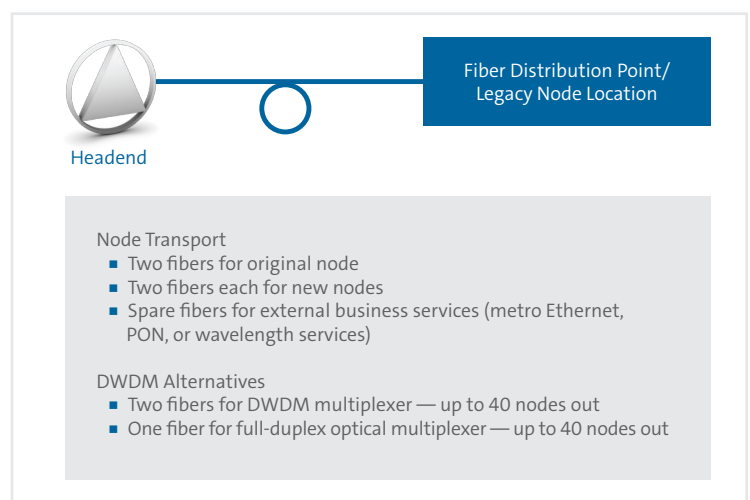 Fiber Distribution Point/
Legacy Node Location
Headend
Node Transport
■ Two fibers for original node
■ Two fibers each for new nodes
■ Spare fibers for external business services (metro Ethernet,
PON, or wavelength services)
DWDM Alternatives
■ Two fibers for DWDM multiplexer — up to 40 nodes out
■ One fiber for full-duplex optical multiplexer — up to 40 nodes out